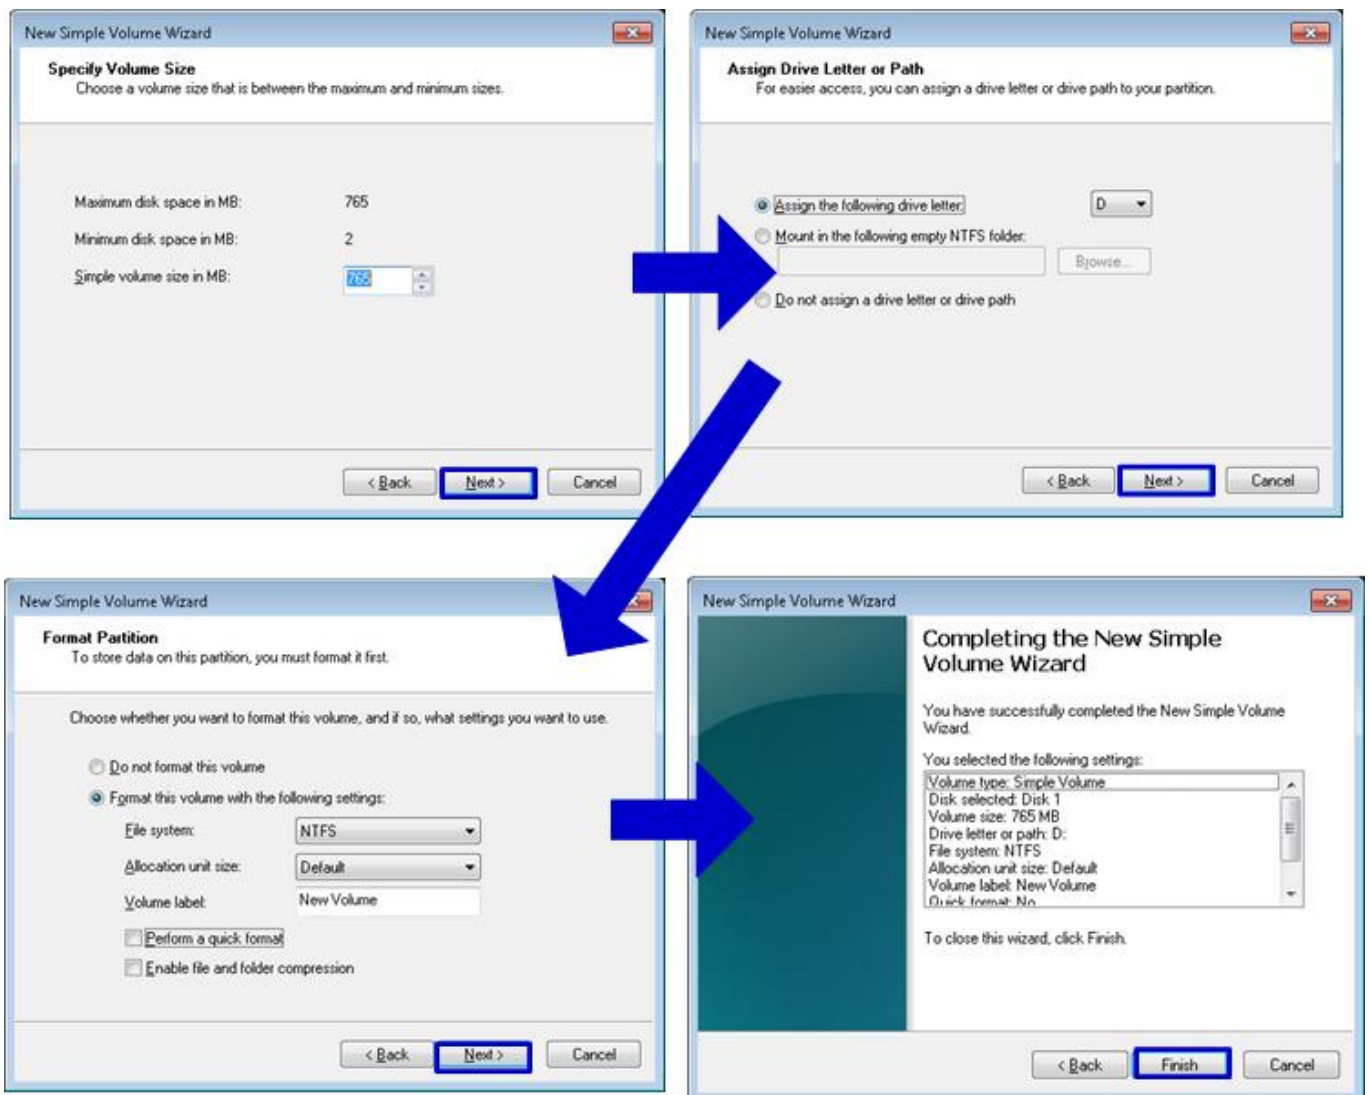 New Simple Volume Wizard
Specify Volume Size
Choose a volume size that is between the maximum and minimum sizes.
Maximum disk space in MB: 765
Minimum disk space in MB: 2
Simple volume size in MB: 765
< Back Next > Cancel
New Simple Volume Wizard
Assign Drive Letter or Path
For easier access, you can assign a drive letter or drive path to your partition.
Assign the following drive letter: D
Mount in the following empty NTFS folder:
Browse...
Do not assign a drive letter or drive path
< Back Next > Cancel
New Simple Volume Wizard
Format Partition
To store data on this partition, you must format it first.
Choose whether you want to format this volume, and if so, what settings you want to use.
Do not format this volume
Format this volume with the following settings:
File system: NTFS
Allocation unit size: Default
Volume label: New Volume
Perform a quick format
Enable file and folder compression
< Back Next > Cancel
New Simple Volume Wizard
Completing the New Simple
Volume Wizard
You have successfully completed the New Simple Volume
Wizard.
You selected the following settings:
Volume type: Simple Volume
Disk selected: Disk 1
Volume size: 765 MB
Drive letter or path: D:
File system: NTFS
Allocation unit size: Default
Volume label: New Volume
Quick format: No
To close this wizard, click Finish.
< Back Finish Cancel